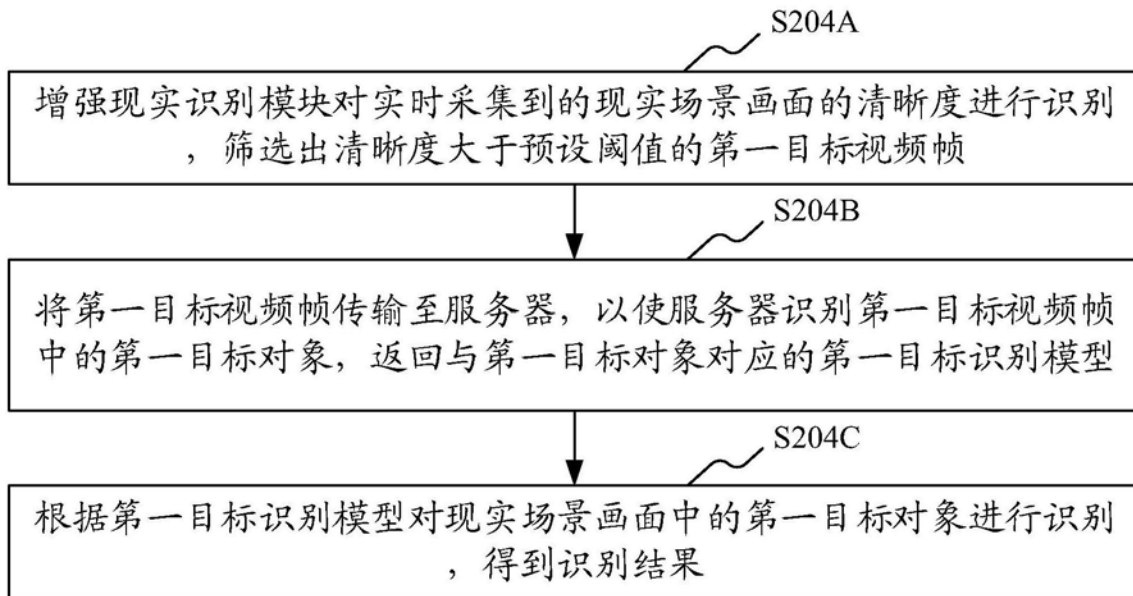 S204A
增强现实识别模块对实时采集到的现实场景画面的清晰度进行识别
，筛选出清晰度大于预设阈值的第一目标视频帧
S204B
将第一目标视频帧传输至服务器，以使服务器识别第一目标视频帧
中的第一目标对象，返回与第一目标对象对应的第一目标识别模型
S204C
根据第一目标识别模型对现实场景画面中的第一目标对象进行识别
，得到识别结果